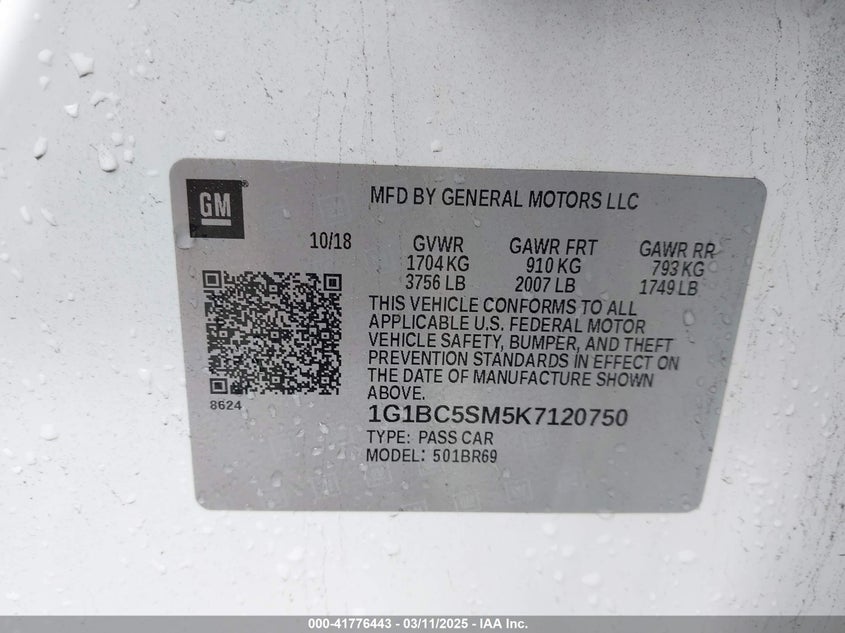 GM
MFD BY GENERAL MOTORS LLC
10/18
GVWR GAWR FRT GAWR RR
1704 KG 910 KG 793 KG
3756 LB 2007 LB 1749 LB
THIS VEHICLE CONFORMS TO ALL
APPLICABLE U.S. FEDERAL MOTOR
VEHICLE SAFETY, BUMPER, AND THEFT
PREVENTION STANDARDS IN EFFECT ON
THE DATE OF MANUFACTURE SHOWN
ABOVE.
8624
1G1BC5SM5K7120750
TYPE: PASS CAR
MODEL: 501BR69
000-41776443 - 03/11/2025 - IAA Inc.